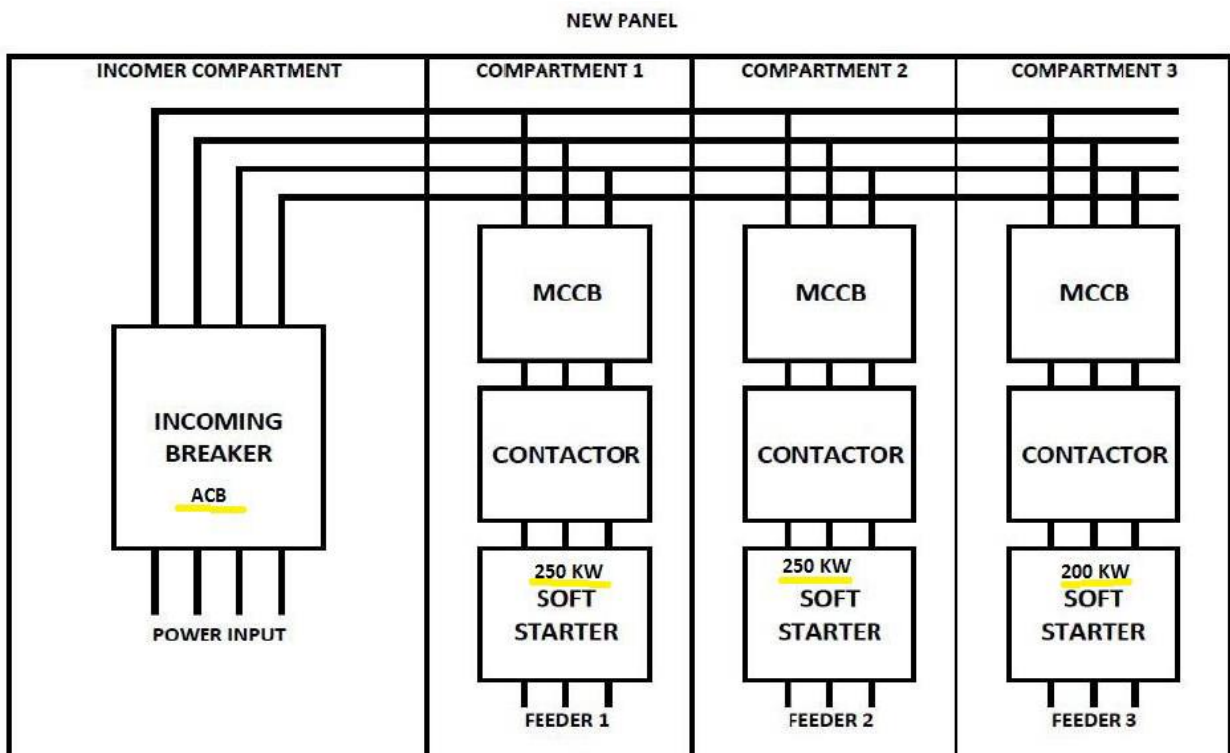 NEW PANEL
INCOMER COMPARTMENT
COMPARTMENT 1
COMPARTMENT 2
COMPARTMENT 3
INCOMING
BREAKER
ACB
POWER INPUT
MCCB
CONTACTOR
250 KW
SOFT
STARTER
FEEDER 1
MCCB
CONTACTOR
250 KW
SOFT
STARTER
FEEDER 2
MCCB
CONTACTOR
200 KW
SOFT
STARTER
FEEDER 3